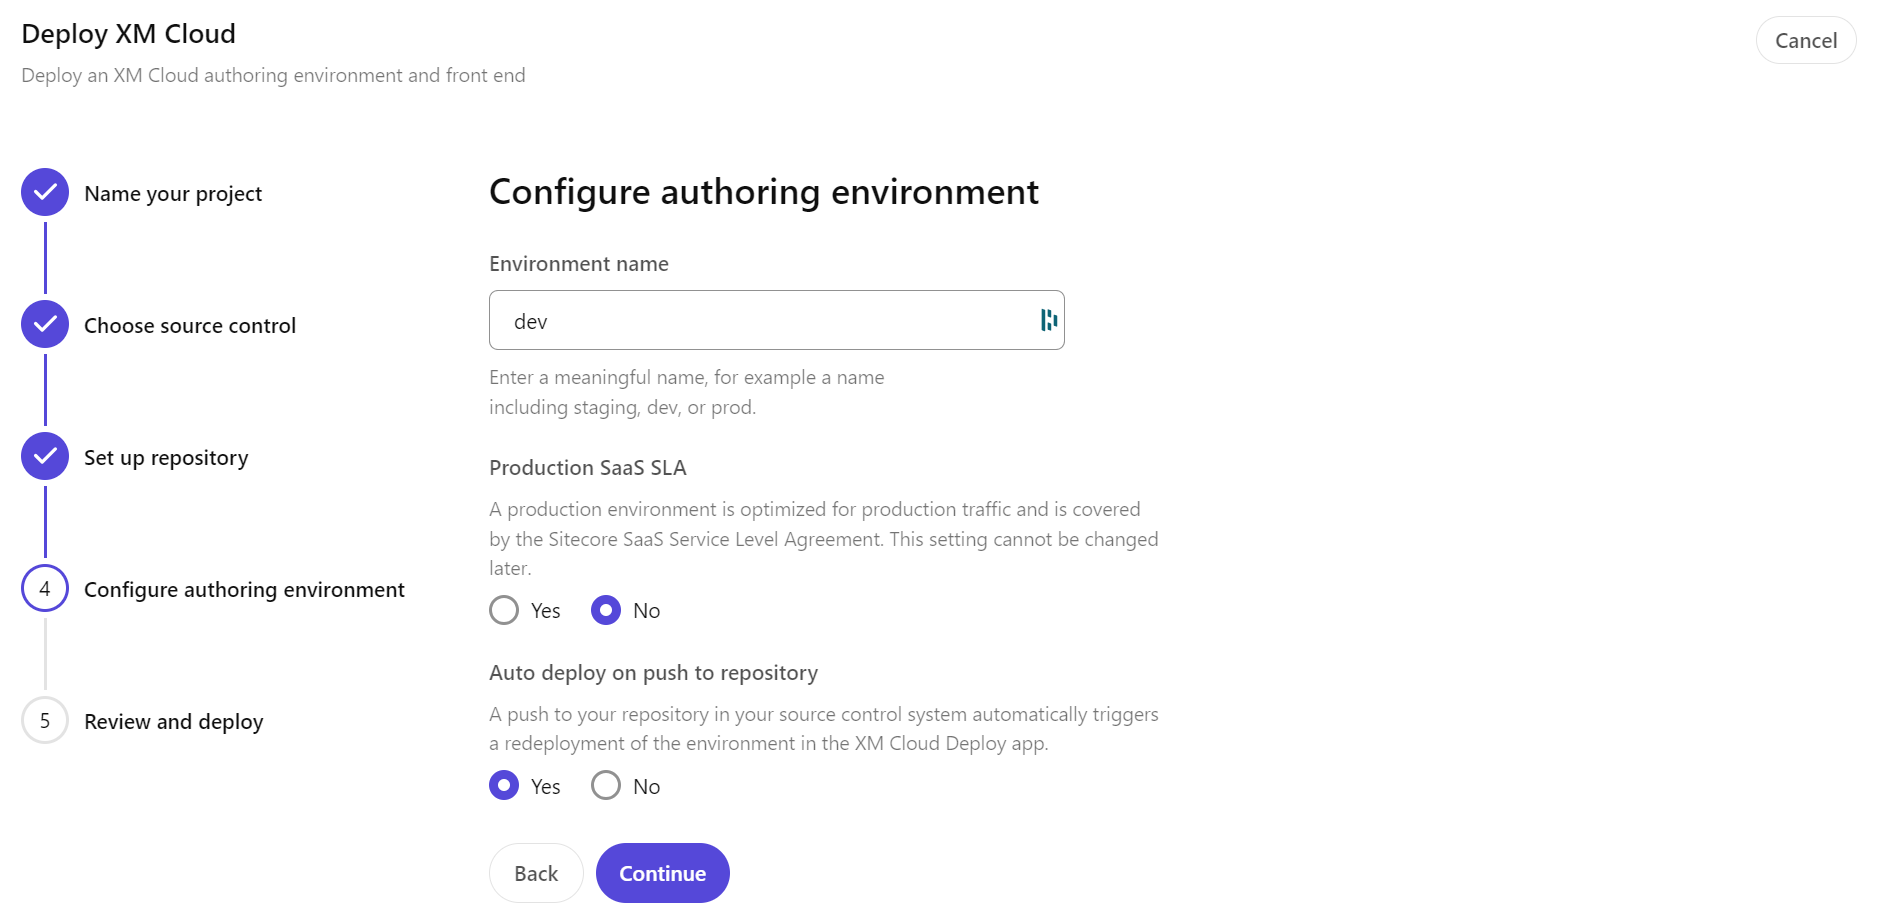 Deploy XM Cloud
Cancel
Deploy an XM Cloud authoring environment and front end
Name your project
Choose source control
Set up repository
4 Configure authoring environment
5 Review and deploy
Configure authoring environment
Environment name
dev
Enter a meaningful name, for example a name
including staging, dev, or prod.
Production SaaS SLA
A production environment is optimized for production traffic and is covered
by the Sitecore SaaS Service Level Agreement. This setting cannot be changed
later.
Yes No
Auto deploy on push to repository
A push to your repository in your source control system automatically triggers
a redeployment of the environment in the XM Cloud Deploy app.
Yes No
Back Continue